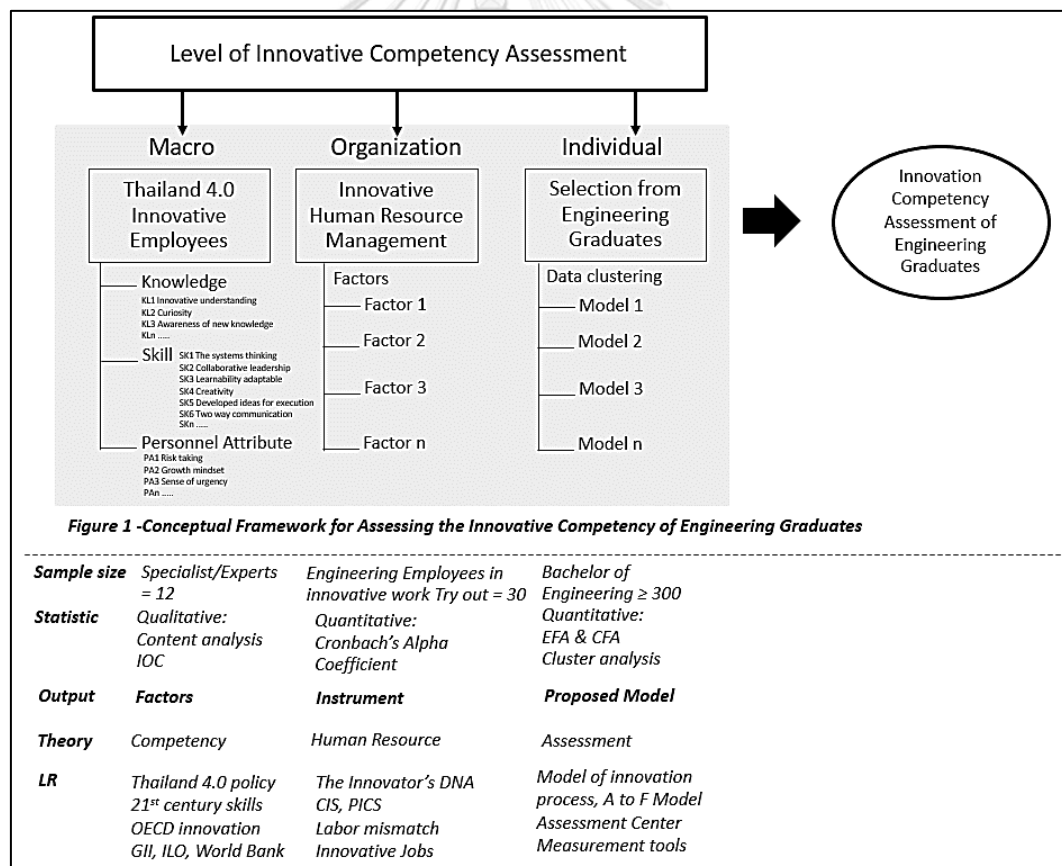 Level of Innovative Competency Assessment
Macro
Thailand 4.0
Innovative
Employees
Knowledge
KL1 Innovative understanding
KL2 Curiosity
KL3 Awareness of new knowledge
KLn .....
Skill
SK1 The systems thinking
SK2 Collaborative leadership
SK3 Learnability adaptable
SK4 Creativity
SK5 Developed ideas for execution
SK6 Two way communication
SKn .....
Personnel Attribute
PA1 Risk taking
PA2 Growth mindset
PA3 Sense of urgency
PAn .....
Organization
Innovative
Human Resource
Management
Factors
Factor 1
Factor 2
Factor 3
Factor n
Individual
Selection from
Engineering
Graduates
Data clustering
Model 1
Model 2
Model 3
Model n
Innovation
Competency
Assessment of
Engineering
Graduates
Figure 1 -Conceptual Framework for Assessing the Innovative Competency of Engineering Graduates
Sample size
Specialist/Experts
= 12
Engineering Employees in
innovative work Try out = 30
Bachelor of
Engineering ≥ 300
Statistic
Qualitative:
Content analysis
IOC
Quantitative:
Cronbach's Alpha
Coefficient
Quantitative:
EFA & CFA
Cluster analysis
Output
Factors
Instrument
Proposed Model
Theory
Competency
Human Resource
Assessment
LR
Thailand 4.0 policy
21st century skills
OECD innovation
GII, ILO, World Bank
The Innovator's DNA
CIS, PICS
Labor mismatch
Innovative Jobs
Model of innovation
process, A to F Model
Assessment Center
Measurement tools